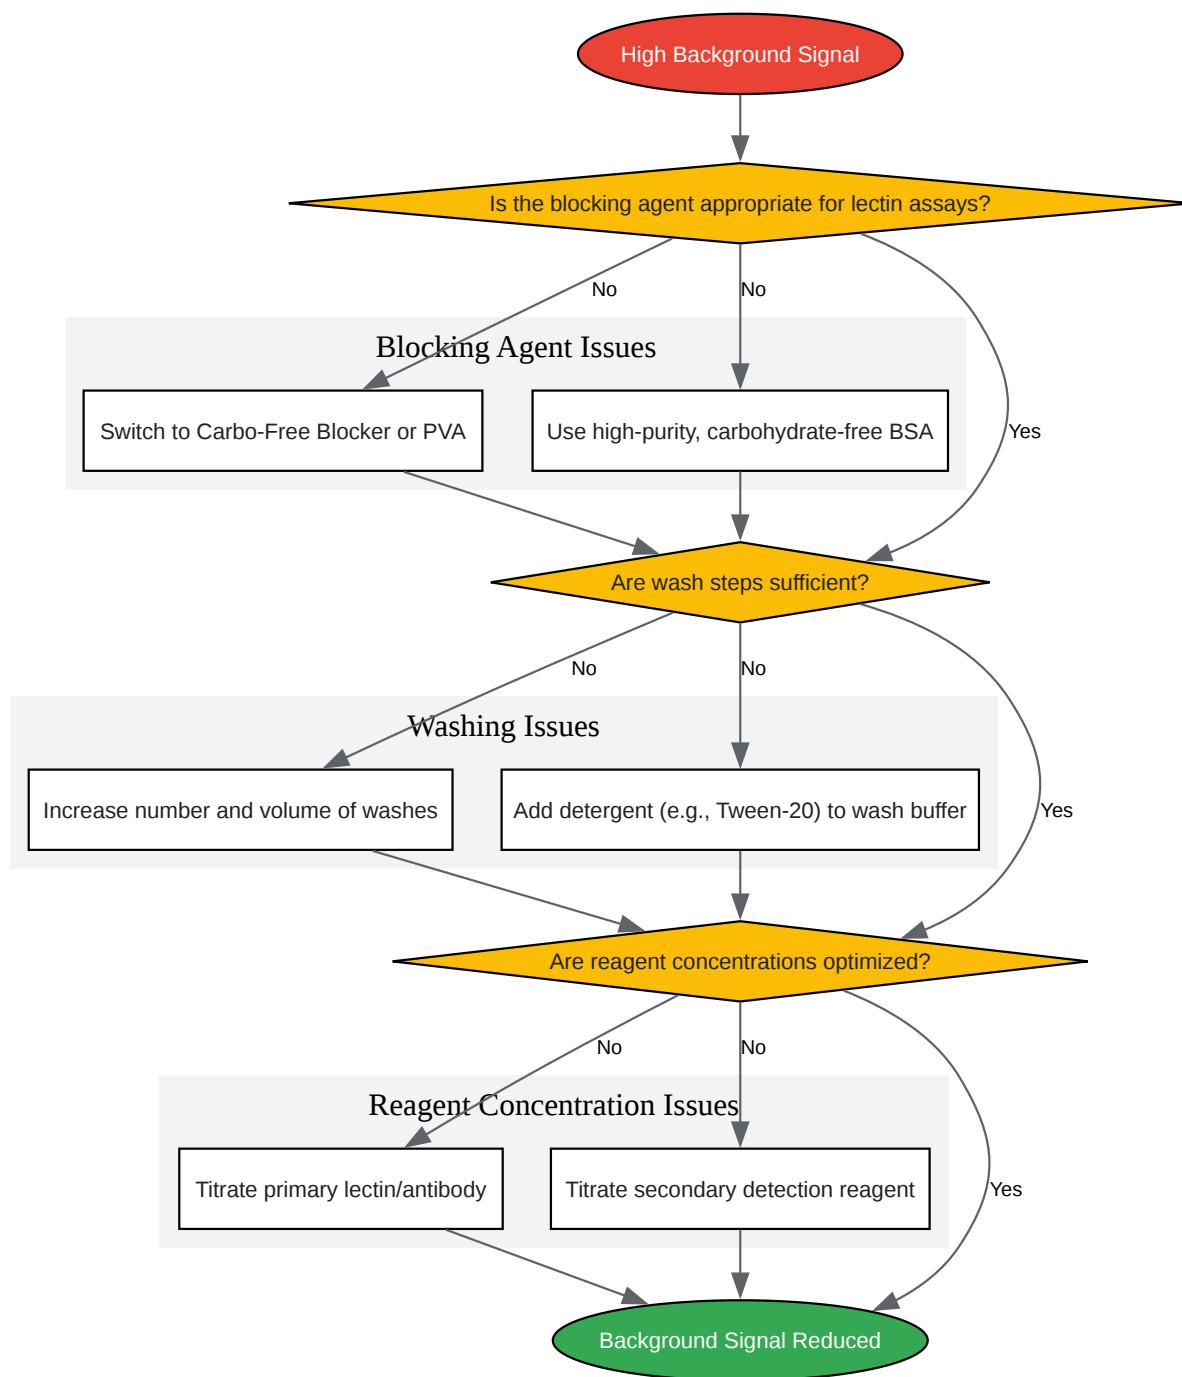 High Background Signal
Is the blocking agent appropriate for lectin assays?
No
No
Blocking Agent Issues
Switch to Carbo-Free Blocker or PVA
Use high-purity, carbohydrate-free BSA
Yes
Are wash steps sufficient?
No
No
Washing Issues
Increase number and volume of washes
Add detergent (e.g., Tween-20) to wash buffer
Yes
Are reagent concentrations optimized?
No
No
Reagent Concentration Issues
Titrate primary lectin/antibody
Titrate secondary detection reagent
Yes
Background Signal Reduced